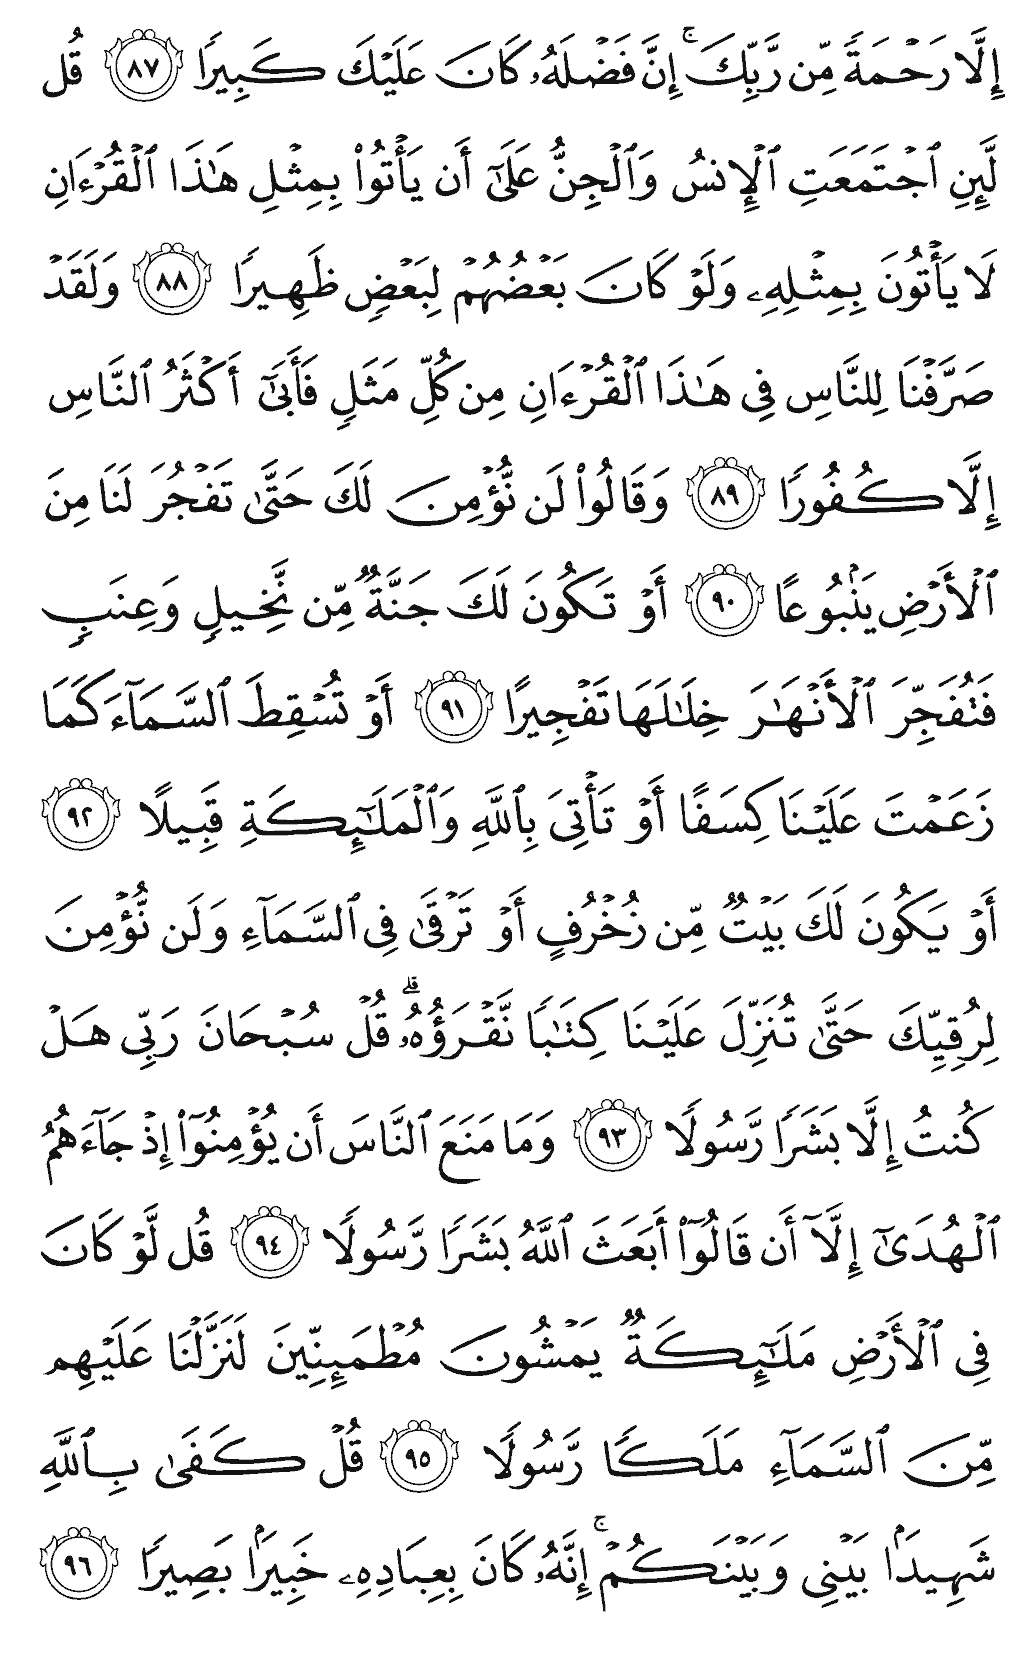 إِلَّا رَحْمَةً مِّن رَّبِّكَ ۚ إِنَّ فَضْلَهُۥ كَانَ عَلَيْكَ كَبِيرًا ﴿٨٧﴾ قُل
لَّئِنِ ٱجْتَمَعَتِ ٱلْإِنسُ وَٱلْجِنُّ عَلَىٰٓ أَن يَأْتُوا۟ بِمِثْلِ هَـٰذَا ٱلْقُرْءَانِ
لَا يَأْتُونَ بِمِثْلِهِۦ وَلَوْ كَانَ بَعْضُهُمْ لِبَعْضٍ ظَهِيرًا ﴿٨٨﴾ وَلَقَدْ
صَرَّفْنَا لِلنَّاسِ فِى هَـٰذَا ٱلْقُرْءَانِ مِن كُلِّ مَثَلٍ فَأَبَىٰٓ أَكْثَرُ ٱلنَّاسِ
إِلَّا كُفُورًا ﴿٨٩﴾ وَقَالُوا۟ لَن نُّؤْمِنَ لَكَ حَتَّىٰ تَفْجُرَ لَنَا مِنَ
ٱلْأَرْضِ يَنۢبُوعًا ﴿٩٠﴾ أَوْ تَكُونَ لَكَ جَنَّةٌ مِّن نَّخِيلٍ وَعِنَبٍ
فَتُفَجِّرَ ٱلْأَنْهَـٰرَ خِلَـٰلَهَا تَفْجِيرًا ﴿٩١﴾ أَوْ تُسْقِطَ ٱلسَّمَآءَ كَمَا
زَعَمْتَ عَلَيْنَا كِسَفًا أَوْ تَأْتِىَ بِٱللَّهِ وَٱلْمَلَـٰٓئِكَةِ قَبِيلًا ﴿٩٢﴾
أَوْ يَكُونَ لَكَ بَيْتٌ مِّن زُخْرُفٍ أَوْ تَرْقَىٰ فِى ٱلسَّمَآءِ وَلَن نُّؤْمِنَ
لِرُقِيِّكَ حَتَّىٰ تُنَزِّلَ عَلَيْنَا كِتَـٰبًا نَّقْرَؤُهُۥ ۗ قُلْ سُبْحَانَ رَبِّى هَلْ
كُنتُ إِلَّا بَشَرًا رَّسُولًا ﴿٩٣﴾ وَمَا مَنَعَ ٱلنَّاسَ أَن يُؤْمِنُوٓا۟ إِذْ جَآءَهُمُ
ٱلْهُدَىٰٓ إِلَّآ أَن قَالُوٓا۟ أَبَعَثَ ٱللَّهُ بَشَرًا رَّسُولًا ﴿٩٤﴾ قُل لَّوْ كَانَ
فِى ٱلْأَرْضِ مَلَـٰٓئِكَةٌ يَمْشُونَ مُطْمَئِنِّينَ لَنَزَّلْنَا عَلَيْهِم
مِّنَ ٱلسَّمَآءِ مَلَكًا رَّسُولًا ﴿٩٥﴾ قُلْ كَفَىٰ بِٱللَّهِ
شَهِيدًۢا بَيْنِى وَبَيْنَكُمْ ۚ إِنَّهُۥ كَانَ بِعِبَادِهِۦ خَبِيرًۢا بَصِيرًا ﴿٩٦﴾